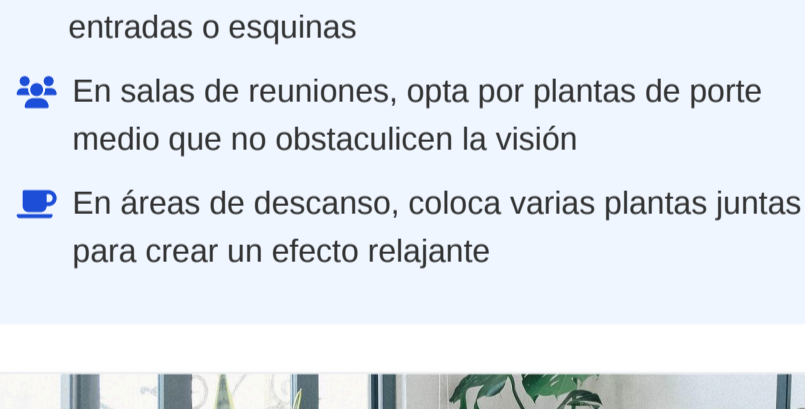 entradas o esquinas
En salas de reuniones, opta por plantas de porte
medio que no obstaculicen la visión
En áreas de descanso, coloca varias plantas juntas
para crear un efecto relajante